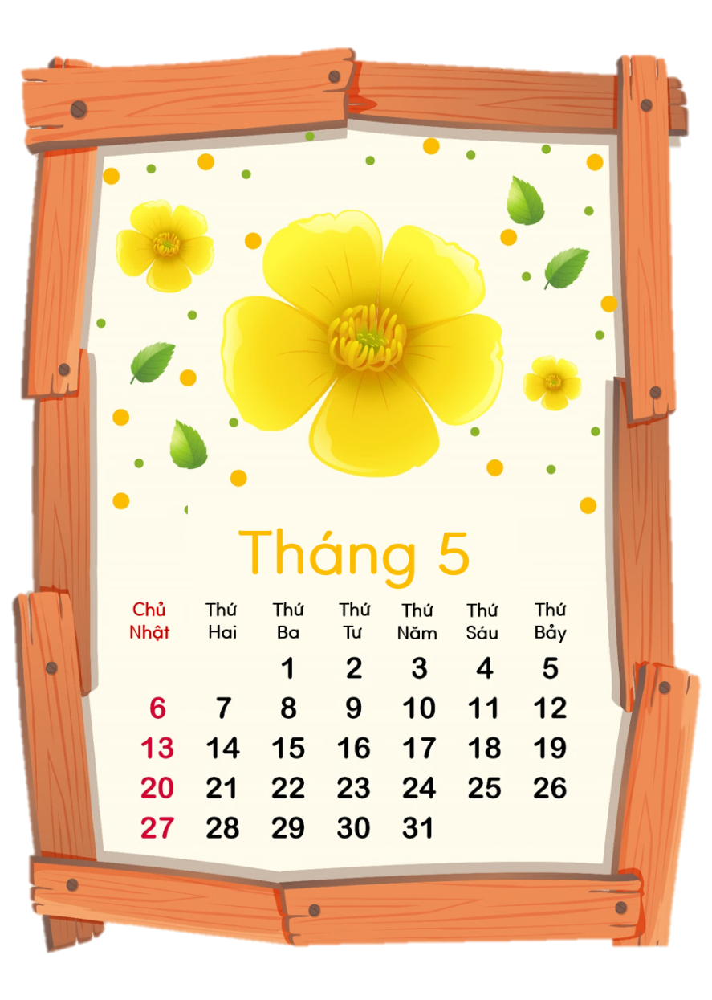 Tháng 5
Chủ Nhật Thứ Hai Thứ Ba Thứ Tư Thứ Năm Thứ Sáu Thứ Bảy
1 2 3 4 5
6 7 8 9 10 11 12
13 14 15 16 17 18 19
20 21 22 23 24 25 26
27 28 29 30 31